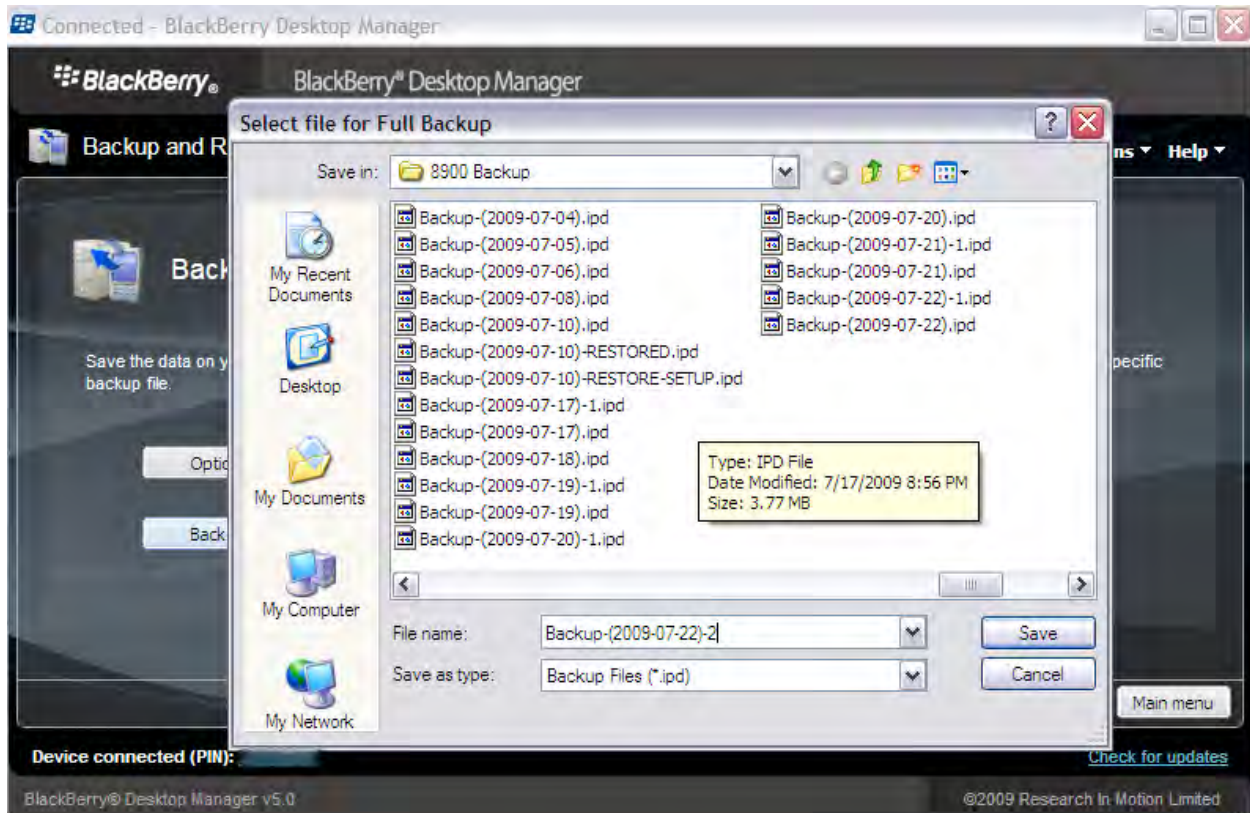 Connected - BlackBerry Desktop Manager
BlackBerry® BlackBerry® Desktop Manager
Select file for Full Backup
Backup and R
ns Help
Save in: 8900 Backup
Back
My Recent
Documents
Desktop
My Documents
My Computer
My Network
Backup-(2009-07-04).ipd
Backup-(2009-07-05).ipd
Backup-(2009-07-06).ipd
Backup-(2009-07-08).ipd
Backup-(2009-07-10).ipd
Backup-(2009-07-10)-RESTORED.ipd
Backup-(2009-07-10)-RESTORE-SETUP.ipd
Backup-(2009-07-17)-1.ipd
Backup-(2009-07-17).ipd
Backup-(2009-07-18).ipd
Backup-(2009-07-19)-1.ipd
Backup-(2009-07-19).ipd
Backup-(2009-07-20)-1.ipd
Backup-(2009-07-20).ipd
Backup-(2009-07-21)-1.ipd
Backup-(2009-07-21).ipd
Backup-(2009-07-22)-1.ipd
Backup-(2009-07-22).ipd
Type: IPD File
Date Modified: 7/17/2009 8:56 PM
Size: 3.77 MB
Save the data on y
backup file.
pecific
Optio
Back
File name: Backup-(2009-07-22)-2 Save
Save as type: Backup Files (*.ipd) Cancel
Main menu
Device connected (PIN):
Check for updates
BlackBerry® Desktop Manager v5.0 ©2009 Research In Motion Limited